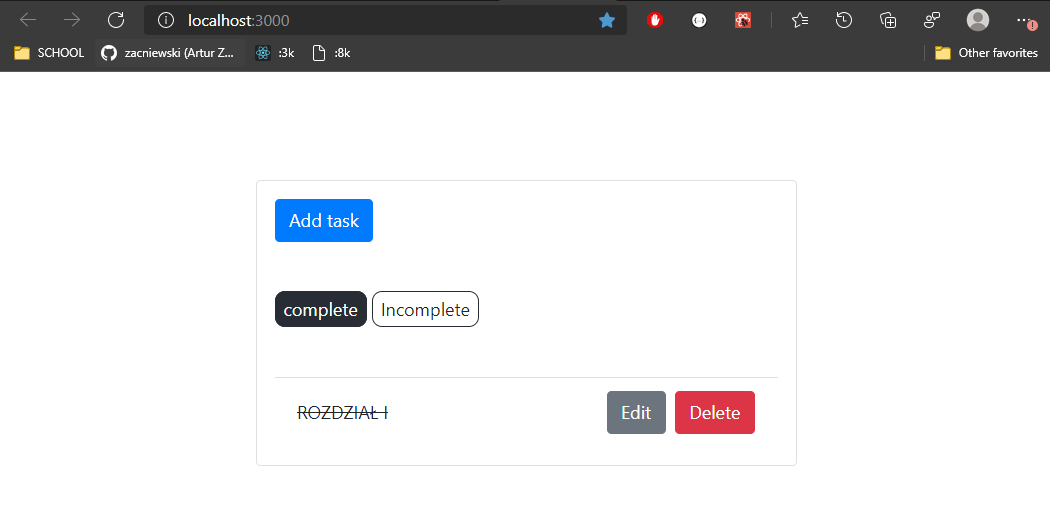 localhost:3000
SCHOOL zacniewski (Artur Z... :3k :8k Other favorites
Add task
complete Incomplete
ROZDZIAŁ I Edit Delete